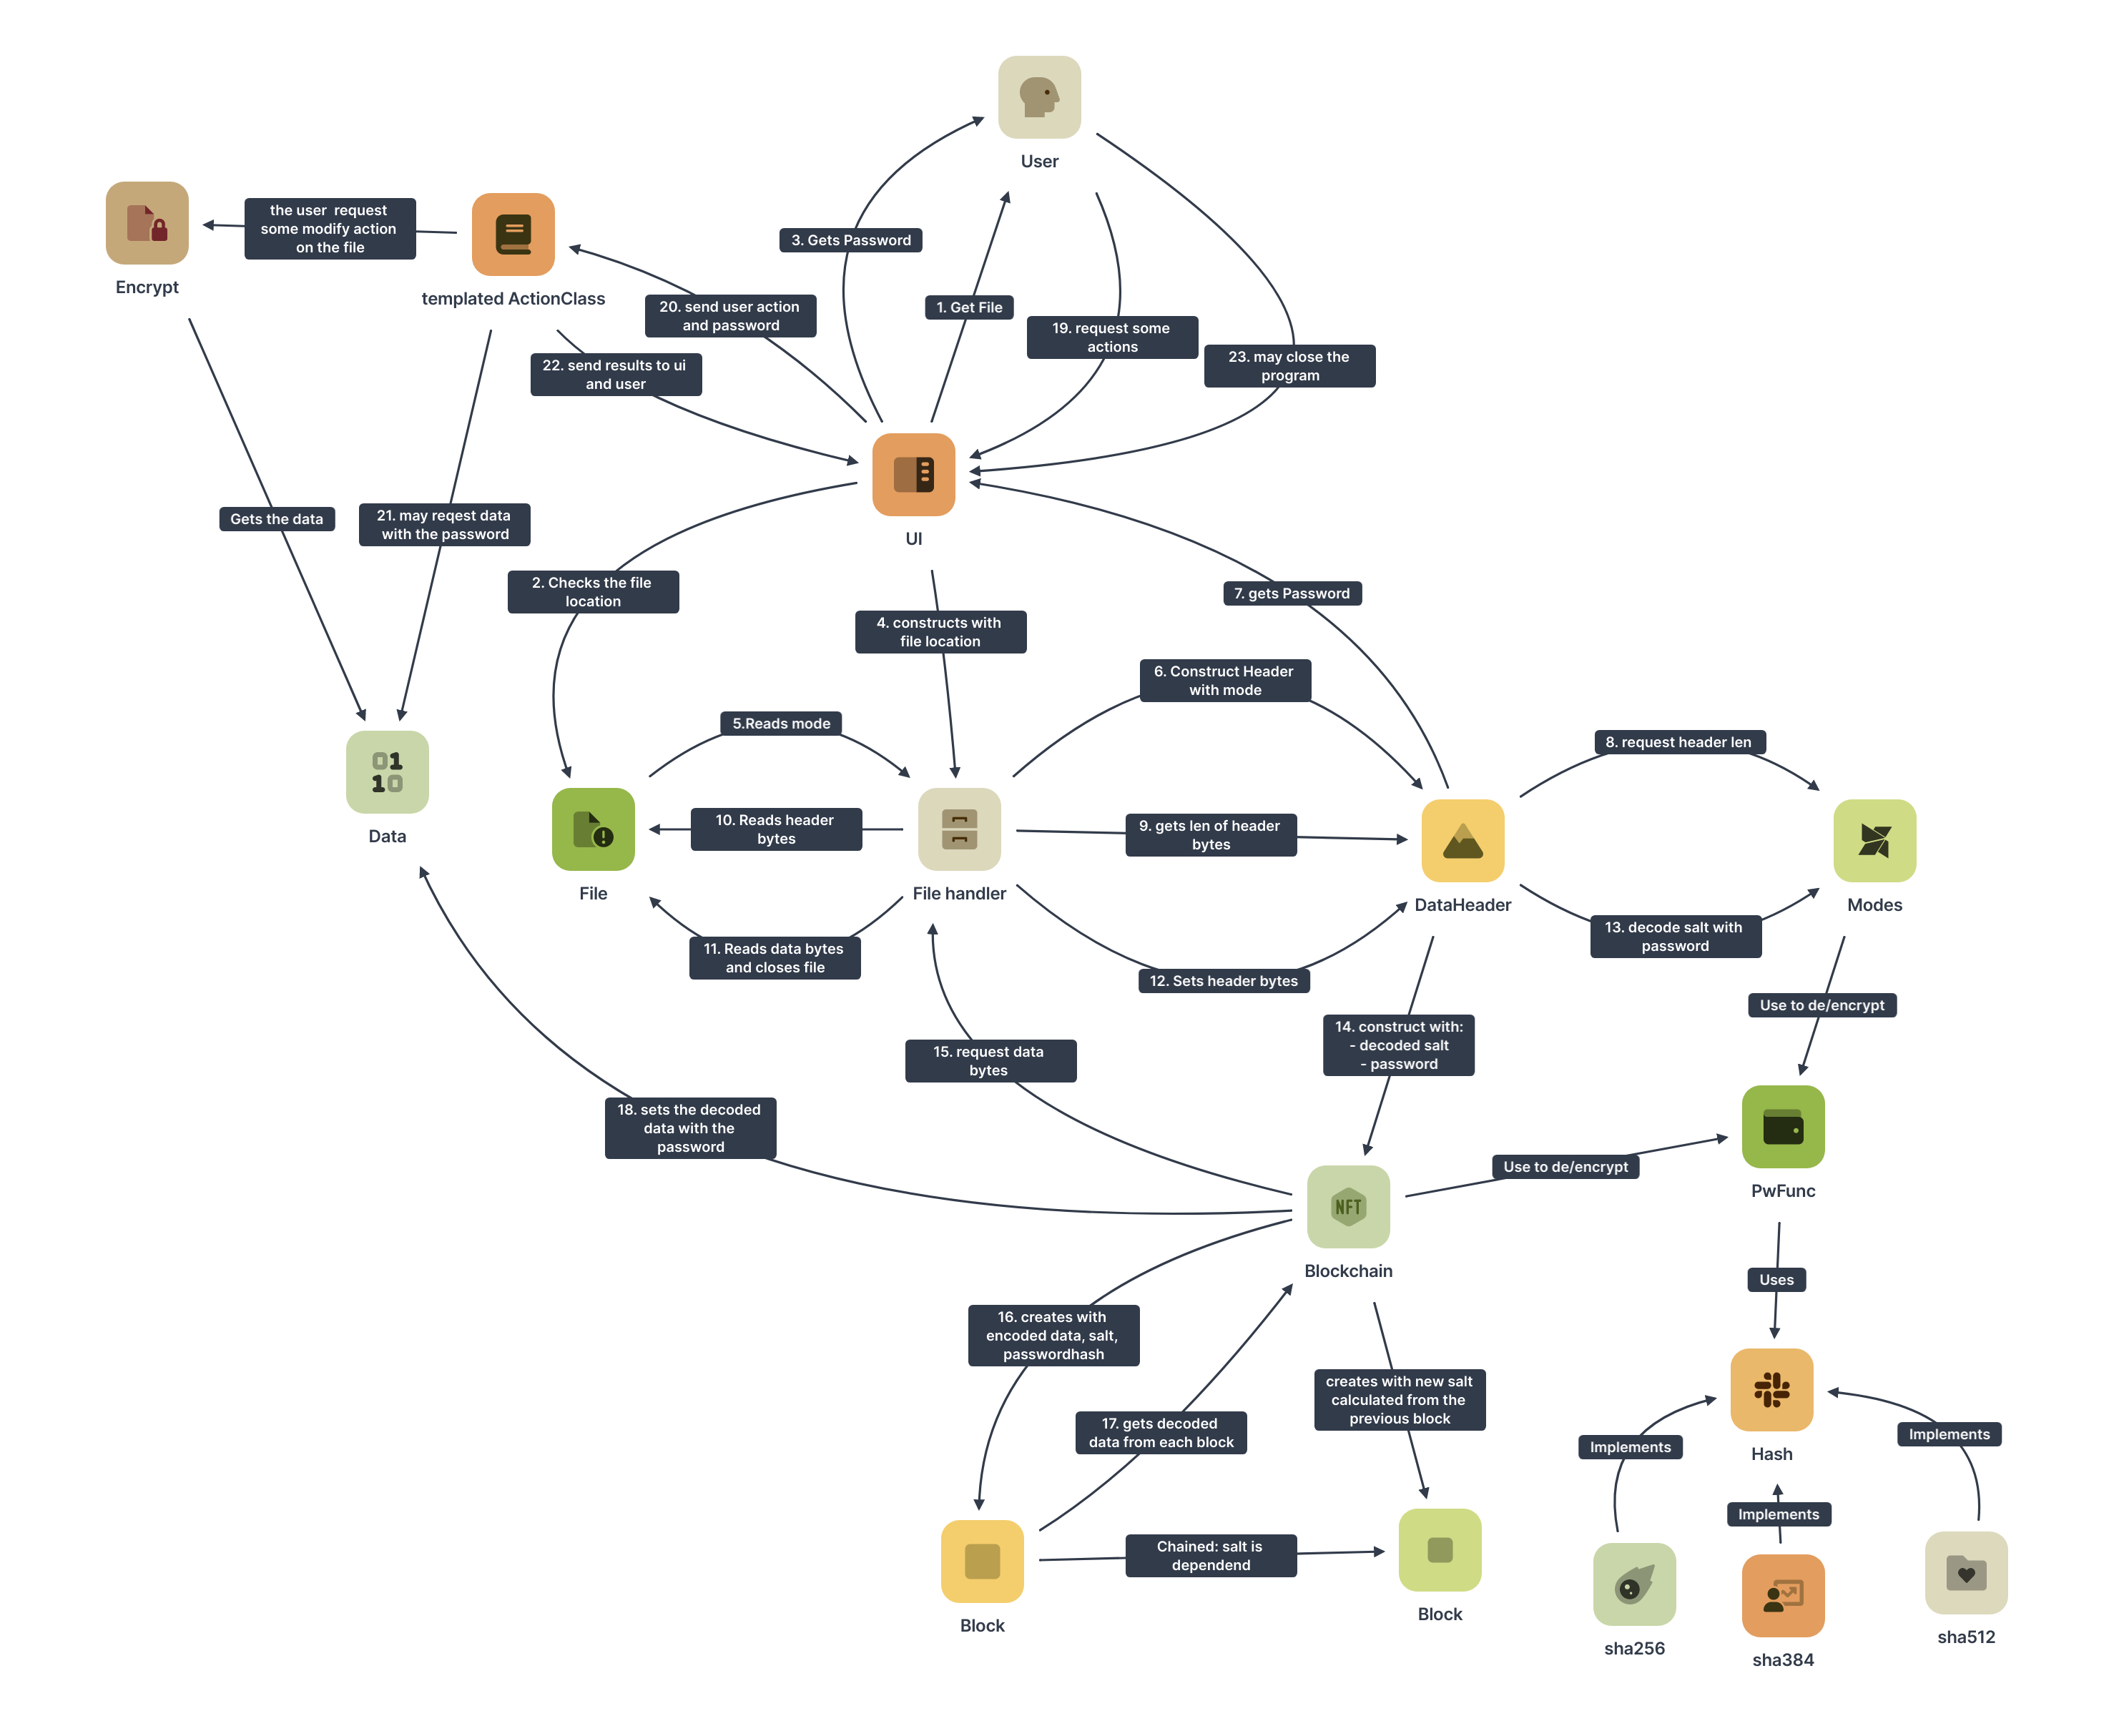 User
the user  request
some modify action
on the file
Encrypt
templated ActionClass
3. Gets Password
20. send user action
and password
1. Get File
19. request some
actions
22. send results to ui
and user
23. may close the
program
Gets the data
21. may reqest data
with the password
UI
2. Checks the file
location
7. gets Password
4. constructs with
file location
6. Construct Header
with mode
5.Reads mode
8. request header len
Data
10. Reads header
bytes
9. gets len of header
bytes
File
File handler
DataHeader
Modes
11. Reads data bytes
and closes file
12. Sets header bytes
13. decode salt with
password
Use to de/encrypt
15. request data
bytes
14. construct with:
- decoded salt
- password
18. sets the decoded
data with the
password
Use to de/encrypt
PwFunc
NFT
Blockchain
Uses
16. creates with
encoded data, salt,
passwordhash
creates with new salt
calculated from the
previous block
17. gets decoded
data from each block
Implements
Hash
Implements
Implements
Chained: salt is
dependend
Block
Block
sha256
sha384
sha512
01
10